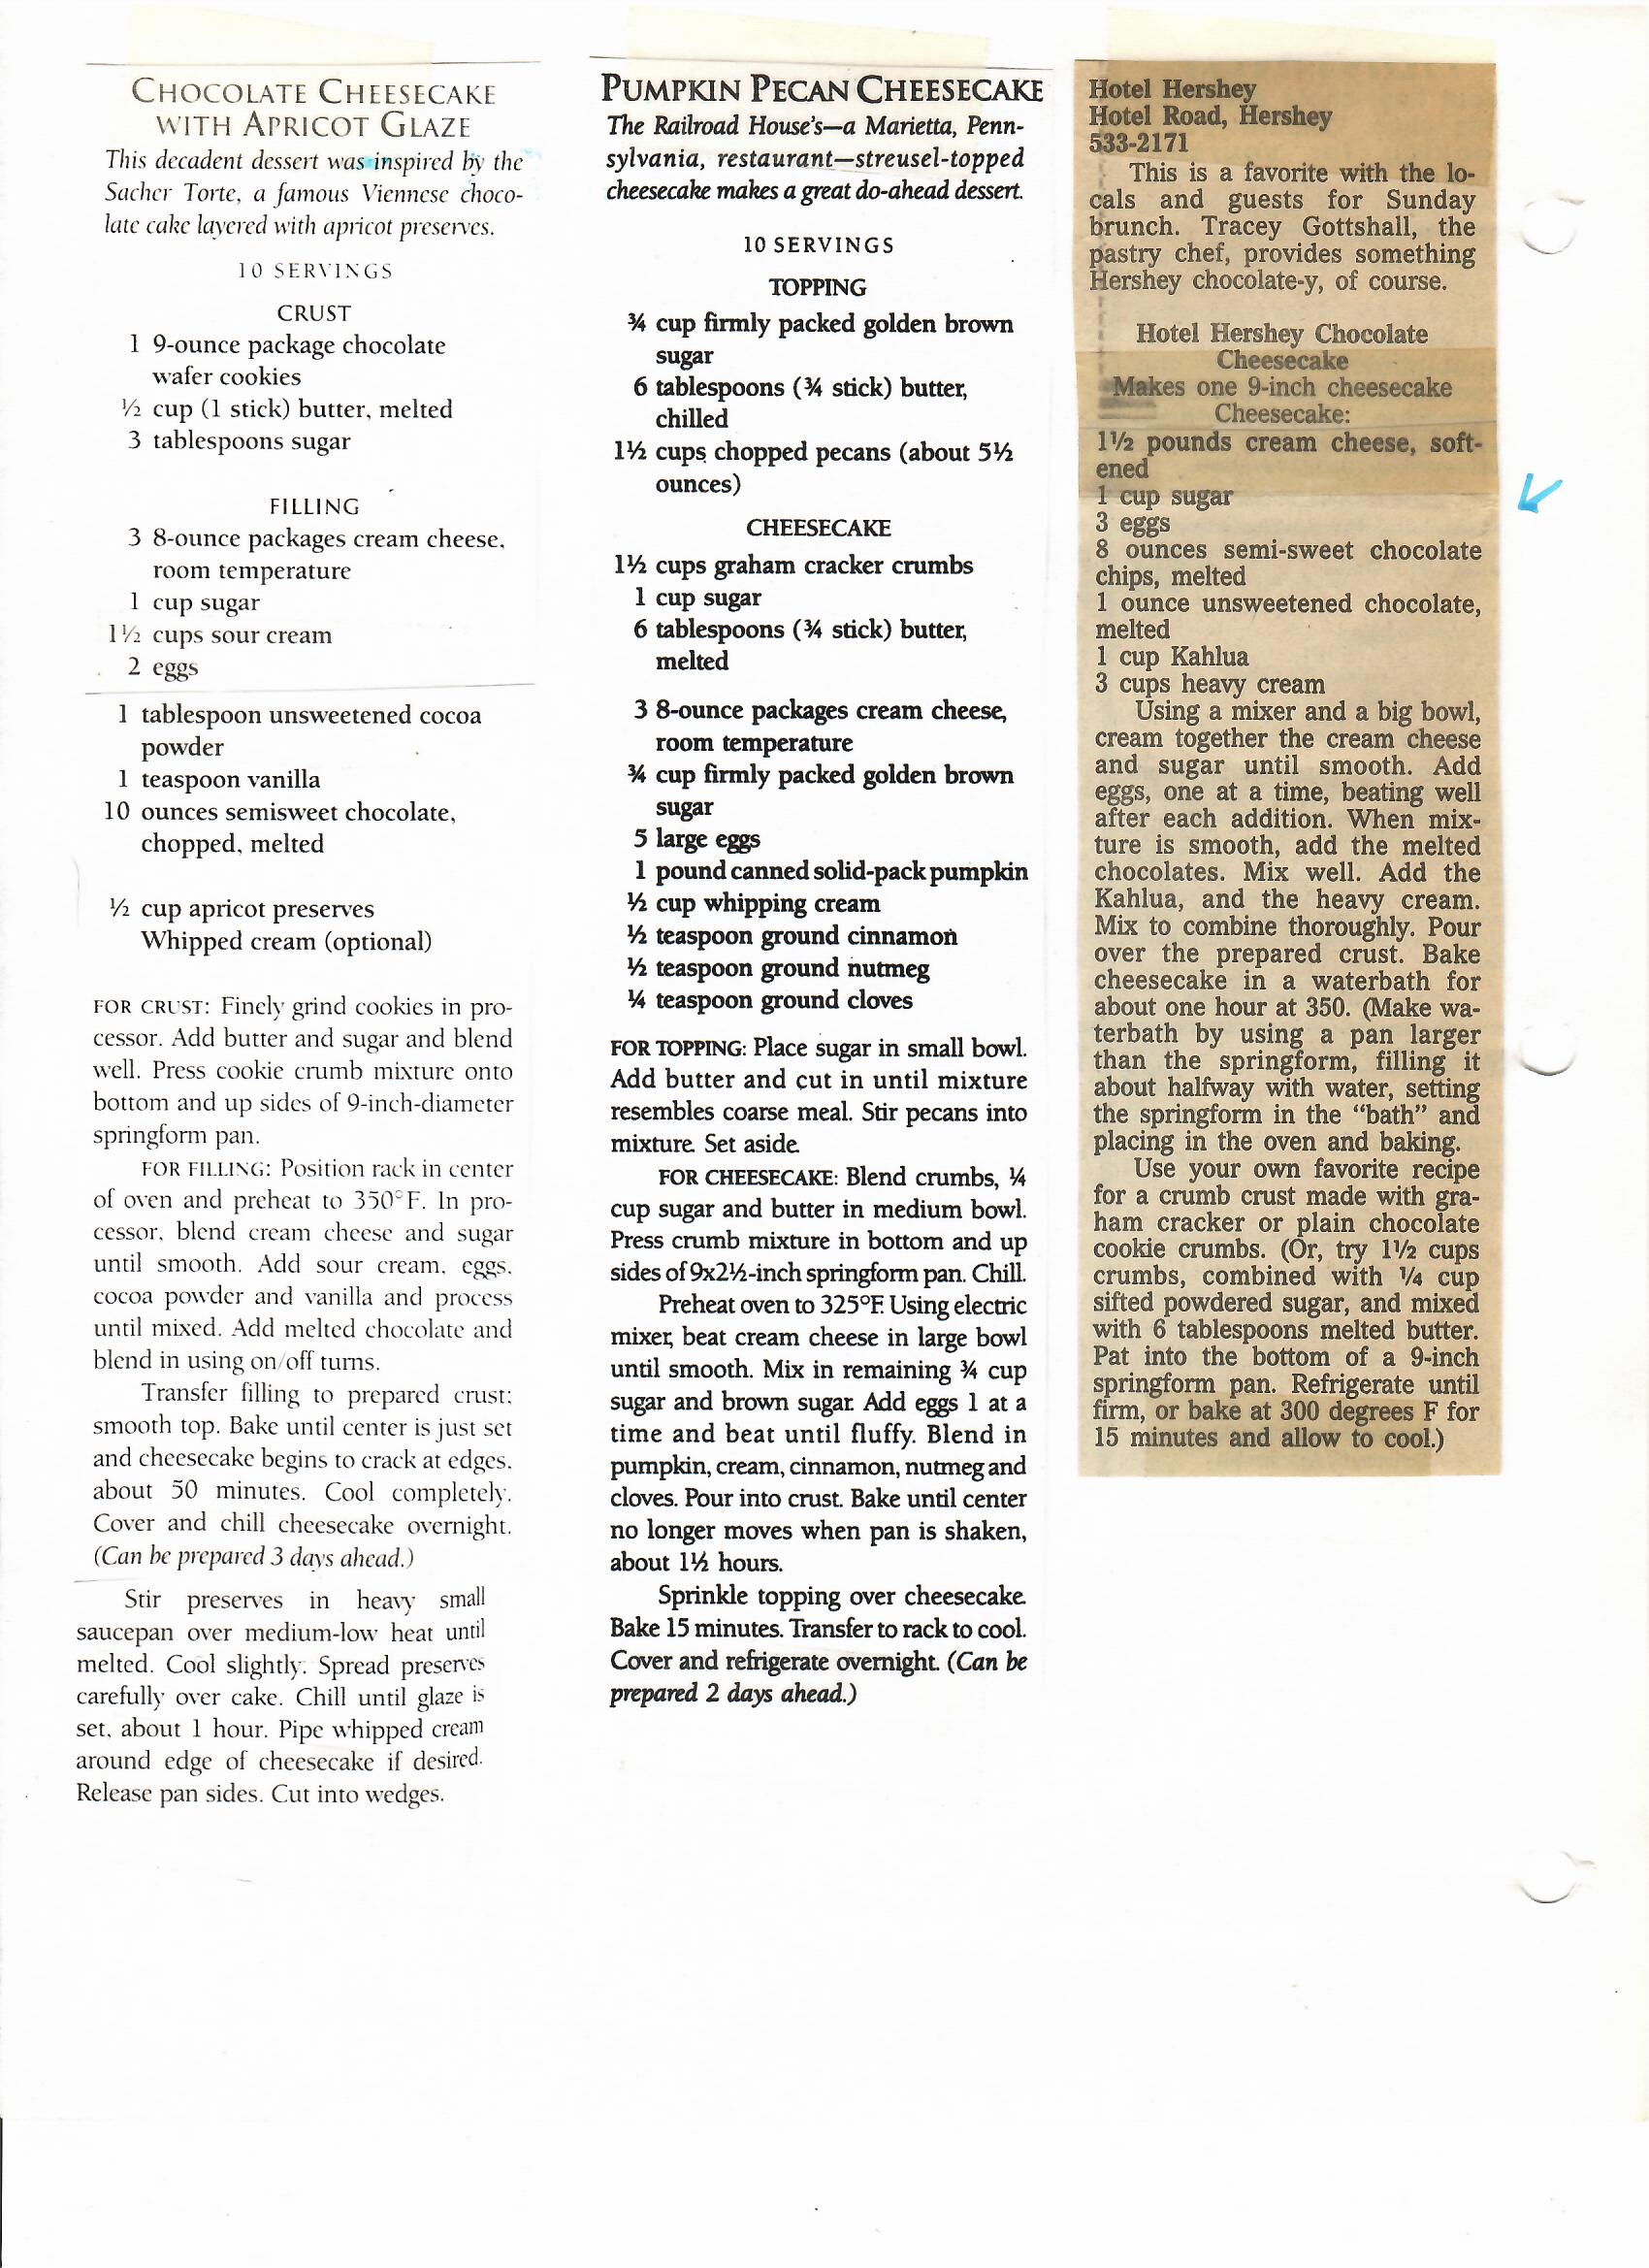 CHOCOLATE CHEESECAKE
WITH APRICOT GLAZE
This decadent dessert was inspired by the
Sacher Torte, a famous Viennese choco-
late cake layered with apricot preserves.
10 SERVINGS
CRUST
1 9-ounce package chocolate
wafer cookies
½ cup (1 stick) butter, melted
3 tablespoons sugar
FILLING
3 8-ounce packages cream cheese,
room temperature
1 cup sugar
1½ cups sour cream
2 eggs
1 tablespoon unsweetened cocoa
powder
1 teaspoon vanilla
10 ounces semisweet chocolate,
chopped, melted
½ cup apricot preserves
Whipped cream (optional)
FOR CRUST: Finely grind cookies in pro-
cessor. Add butter and sugar and blend
well. Press cookie crumb mixture onto
bottom and up sides of 9-inch-diameter
springform pan.
FOR FILLING: Position rack in center
of oven and preheat to 350°F. In pro-
cessor, blend cream cheese and sugar
until smooth. Add sour cream, eggs,
cocoa powder and vanilla and process
until mixed. Add melted chocolate and
blend in using on/off turns.
Transfer filling to prepared crust;
smooth top. Bake until center is just set
and cheesecake begins to crack at edges,
about 50 minutes. Cool completely.
Cover and chill cheesecake overnight.
(Can be prepared 3 days ahead.)
Stir preserves in heavy small
saucepan over medium-low heat until
melted. Cool slightly. Spread preserves
carefully over cake. Chill until glaze is
set, about 1 hour. Pipe whipped cream
around edge of cheesecake if desired.
Release pan sides. Cut into wedges.
PUMPKIN PECAN CHEESECAKE
The Railroad House's—a Marietta, Penn-
sylvania, restaurant—streusel-topped
cheesecake makes a great do-ahead dessert.
10 SERVINGS
TOPPING
¾ cup firmly packed golden brown
sugar
6 tablespoons (¾ stick) butter,
chilled
1½ cups chopped pecans (about 5½
ounces)
CHEESECAKE
1½ cups graham cracker crumbs
1 cup sugar
6 tablespoons (¾ stick) butter,
melted
3 8-ounce packages cream cheese,
room temperature
¾ cup firmly packed golden brown
sugar
5 large eggs
1 pound canned solid-pack pumpkin
½ cup whipping cream
½ teaspoon ground cinnamon
½ teaspoon ground nutmeg
¼ teaspoon ground cloves
FOR TOPPING: Place sugar in small bowl.
Add butter and cut in until mixture
resembles coarse meal. Stir pecans into
mixture. Set aside.
FOR CHEESECAKE: Blend crumbs, ¼
cup sugar and butter in medium bowl.
Press crumb mixture in bottom and up
sides of 9x2½-inch springform pan. Chill.
Preheat oven to 325°F. Using electric
mixer, beat cream cheese in large bowl
until smooth. Mix in remaining ¾ cup
sugar and brown sugar. Add eggs 1 at a
time and beat until fluffy. Blend in
pumpkin, cream, cinnamon, nutmeg and
cloves. Pour into crust. Bake until center
no longer moves when pan is shaken,
about 1½ hours.
Sprinkle topping over cheesecake.
Bake 15 minutes. Transfer to rack to cool.
Cover and refrigerate overnight. (Can be
prepared 2 days ahead.)
Hotel Hershey
Hotel Road, Hershey
533-2171
This is a favorite with the lo-
cals and guests for Sunday
brunch. Tracey Gottshall, the
pastry chef, provides something
Hershey chocolate-y, of course.
Hotel Hershey Chocolate
Cheesecake
Makes one 9-inch cheesecake
Cheesecake:
1½ pounds cream cheese, soft-
ened
1 cup sugar
3 eggs
8 ounces semi-sweet chocolate
chips, melted
1 ounce unsweetened chocolate,
melted
1 cup Kahlua
3 cups heavy cream
Using a mixer and a big bowl,
cream together the cream cheese
and sugar until smooth. Add
eggs, one at a time, beating well
after each addition. When mix-
ture is smooth, add the melted
chocolates. Mix well. Add the
Kahlua, and the heavy cream.
Mix to combine thoroughly. Pour
over the prepared crust. Bake
cheesecake in a waterbath for
about one hour at 350. (Make wa-
terbath by using a pan larger
than the springform, filling it
about halfway with water, setting
the springform in the “bath” and
placing in the oven and baking.
Use your own favorite recipe
for a crumb crust made with gra-
ham cracker or plain chocolate
cookie crumbs. (Or, try 1½ cups
crumbs, combined with ¼ cup
sifted powdered sugar, and mixed
with 6 tablespoons melted butter.
Pat into the bottom of a 9-inch
springform pan. Refrigerate until
firm, or bake at 300 degrees F for
15 minutes and allow to cool.)